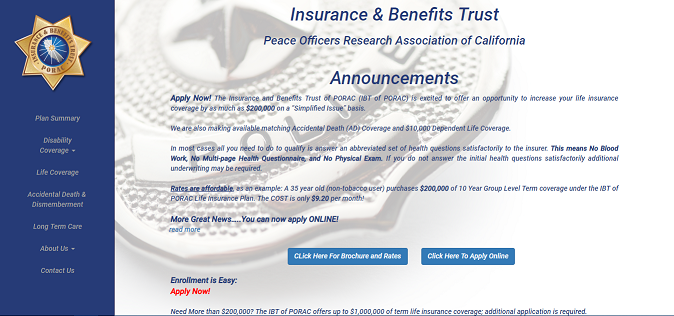 Insurance & Benefits Trust
Peace Officers Research Association of California
INSURANCE & BENEFITS TRUST
PORAC
Plan Summary
Disability
Coverage
Life Coverage
Accidental Death &
Dismemberment
Long Term Care
About Us
Contact Us
Announcements
Apply Now! The Insurance and Benefits Trust of PORAC (IBT of PORAC) is excited to offer an opportunity to increase your life insurance
coverage by as much as $200,000 on a "Simplified Issue" basis.
We are also making available matching Accidental Death (AD) Coverage and $10,000 Dependent Life Coverage.
In most cases all you need to do to qualify is answer an abbreviated set of health questions satisfactorily to the insurer. This means No Blood
Work, No Multi-page Health Questionnaire, and No Physical Exam. If you do not answer the initial health questions satisfactorily additional
underwriting may be required.
Rates are affordable, as an example: A 35 year old (non-tobacco user) purchases $200,000 of 10 Year Group Level Term coverage under the IBT of
PORAC Life Insurance Plan. The COST is only $9.20 per month!
More Great News.....You can now apply ONLINE!
read more
CLick Here For Brochure and Rates
Click Here To Apply Online
Enrollment is Easy:
Apply Now!
Need More Than $200,000? The IBT of PORAC offers up to $1,000,000 of term life insurance coverage; additional application is required.
POLICE